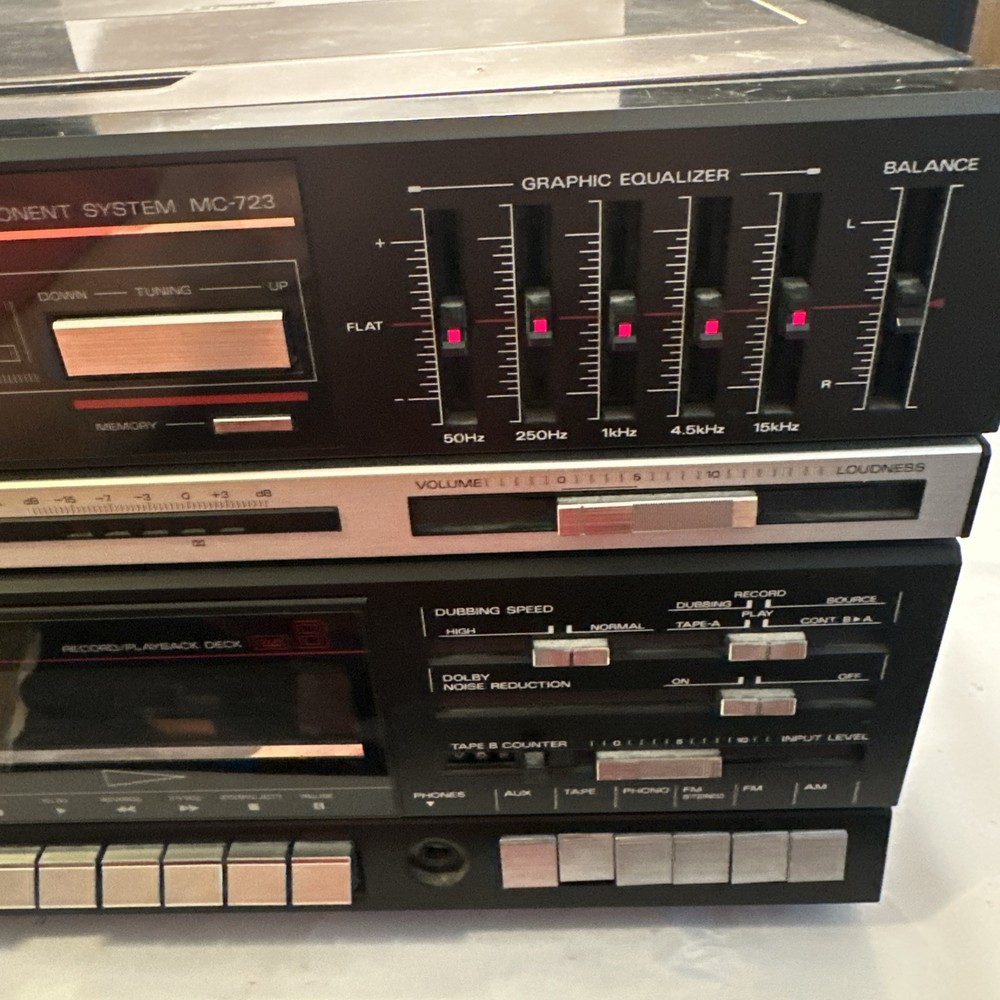 GRAPHIC EQUALIZER
BALANCE
ONENT SYSTEM MC-723
+
L
DOWN TUNING UP
FLAT
R
-
MEMORY
50Hz 250Hz 1kHz 4.5kHz 15kHz
VOLUME 0 5 10 LOUDNESS
dB -15 -7 -3 0 +3 dB
DUBBING SPEED
HIGH NORMAL
RECORD
DUBBING SOURCE
PLAY
TAPE-A CONT. B▶A
RECORD/PLAYBACK DECK B
DOLBY
NOISE REDUCTION
ON OFF
TAPE B COUNTER
0 5 10 INPUT LEVEL
PHONES AUX TAPE PHONO FM STEREO FM AM